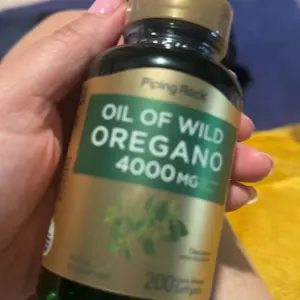 Piping Rock
OIL OF WILD
OREGANO
4000 MG
200